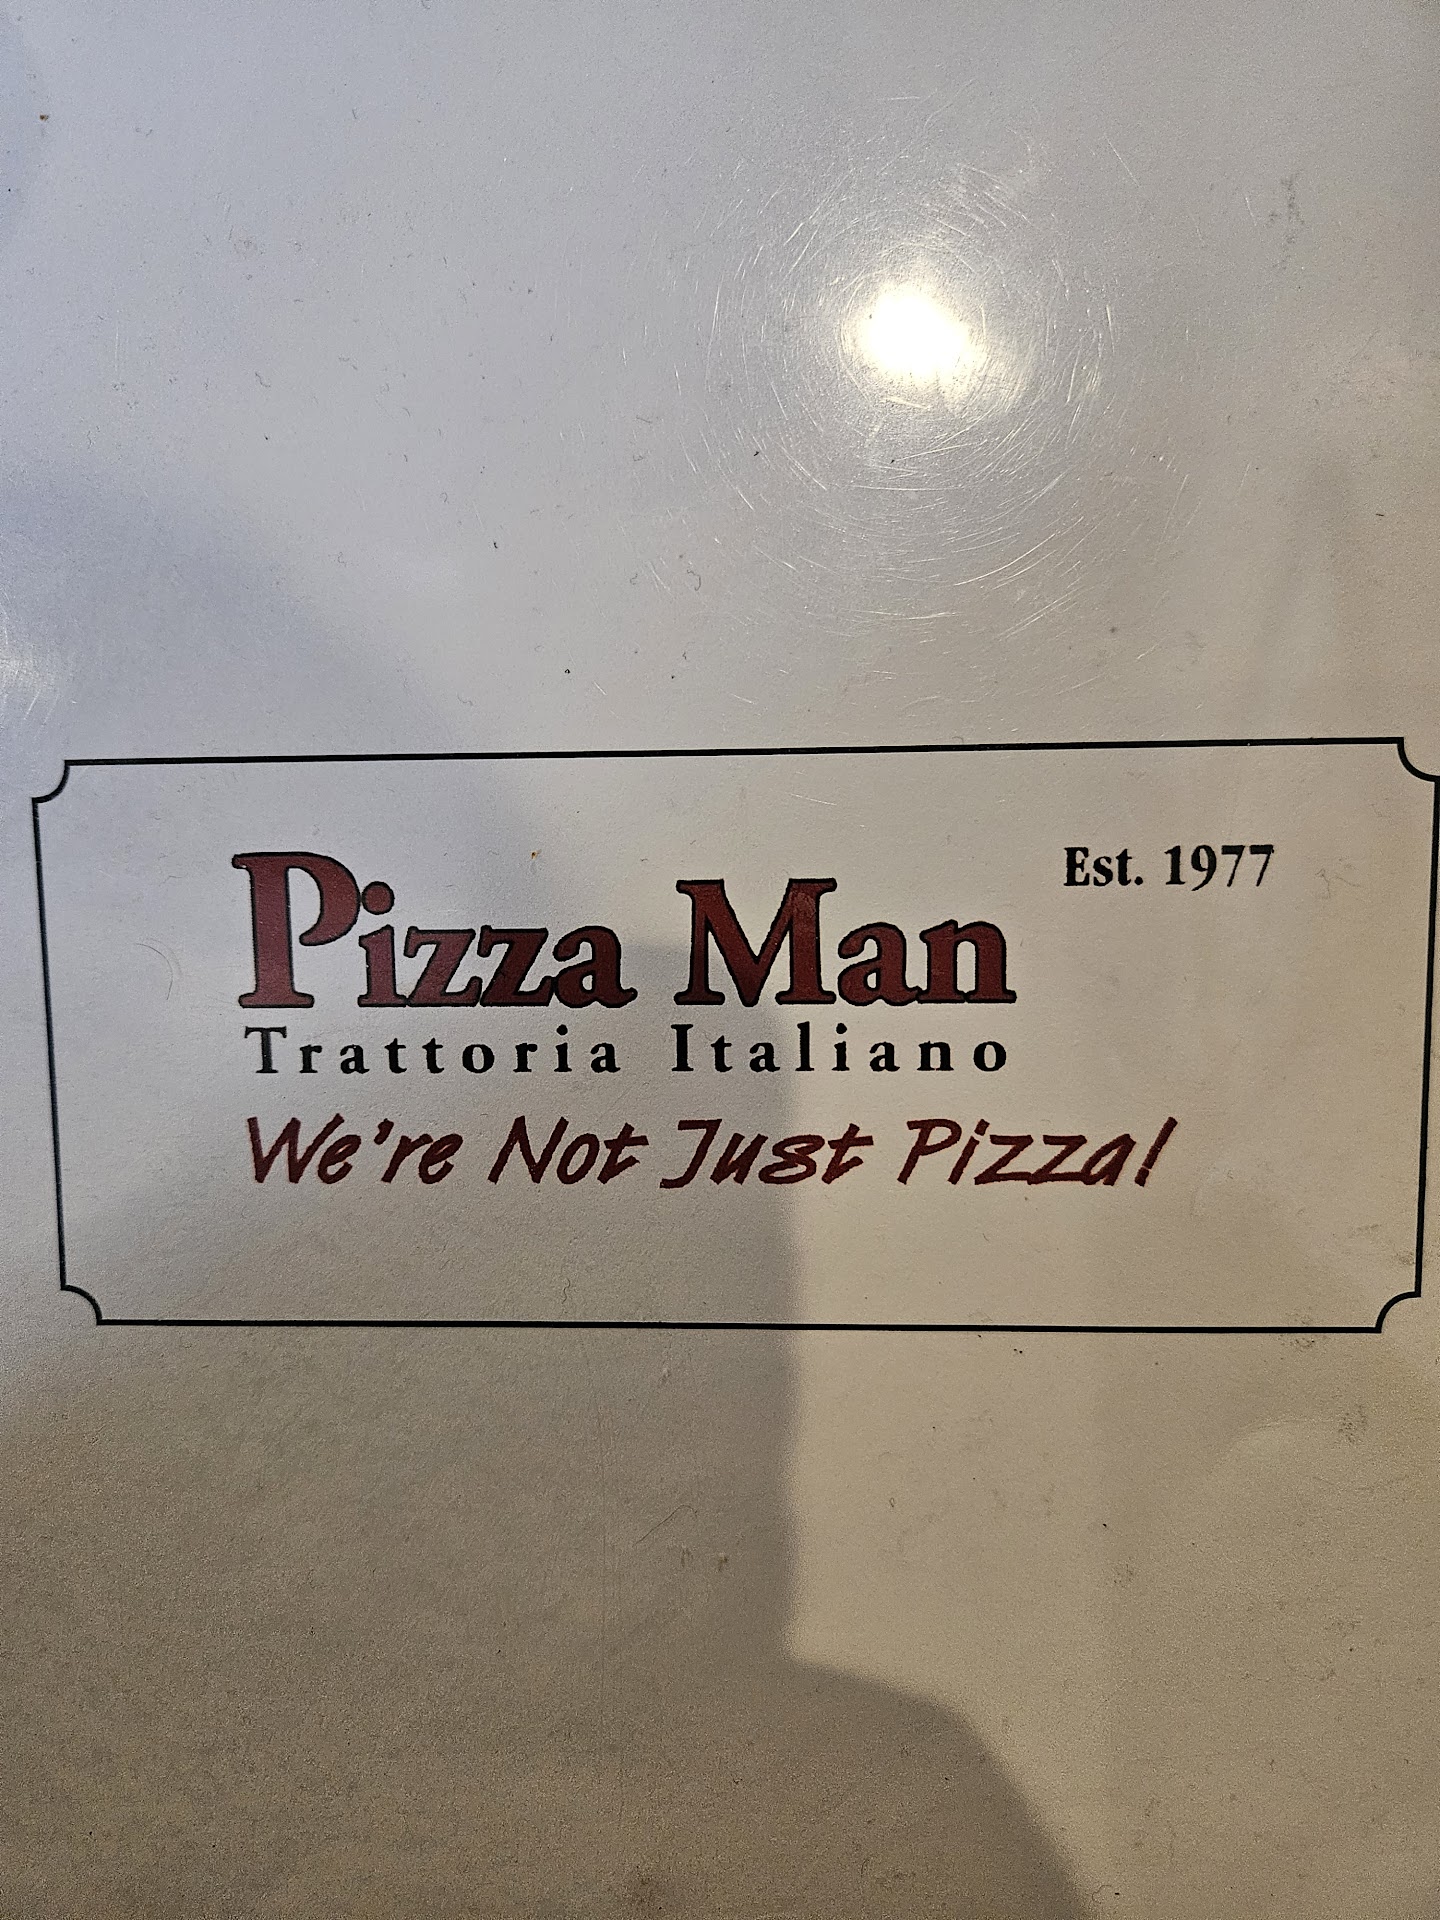 Pizza Man
Est. 1977
Trattoria Italiano
We're Not Just Pizza!